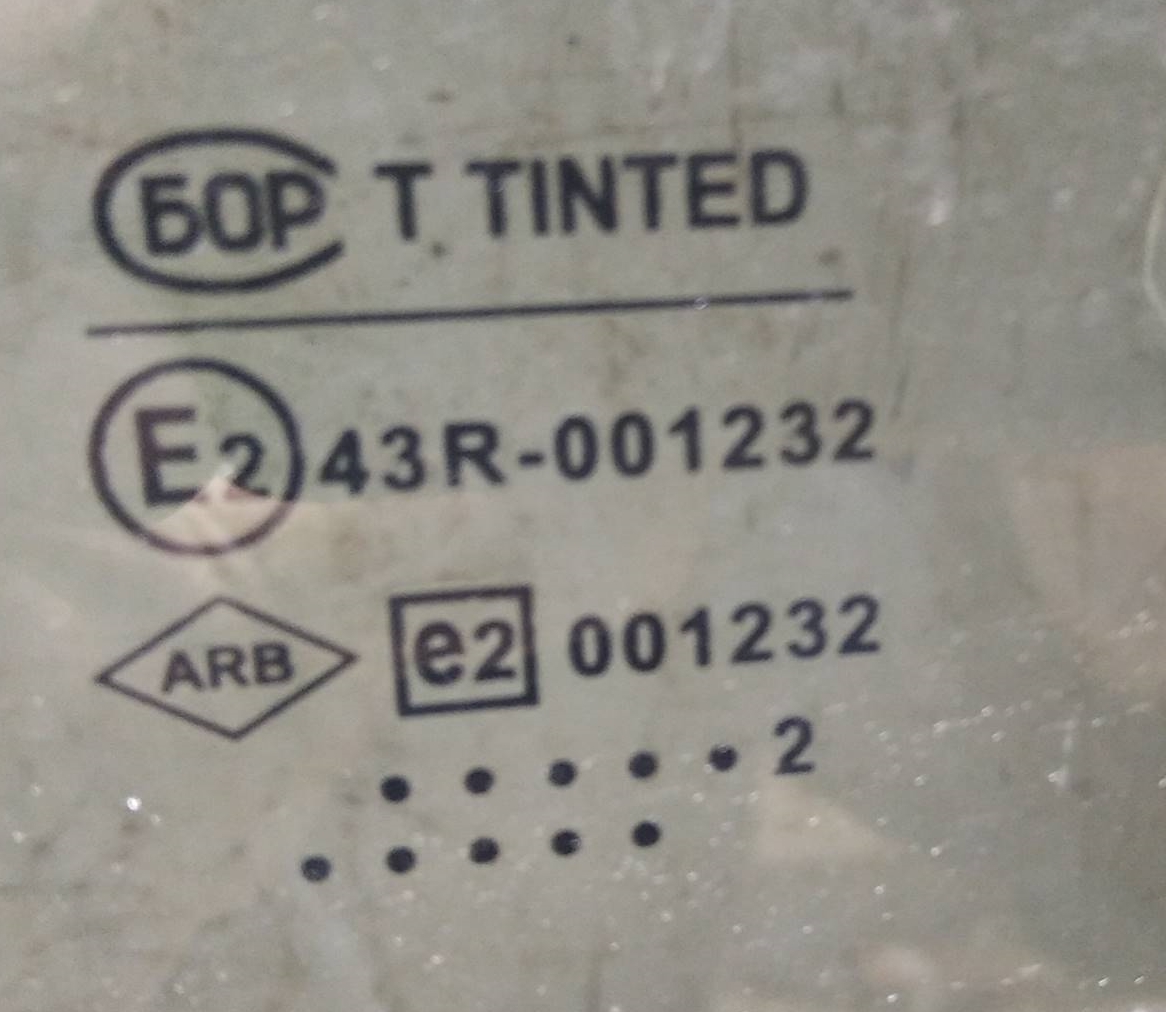 БОР T TINTED
E2 43R-001232
ARB e2 001232
• • • • • 2
• • • • •